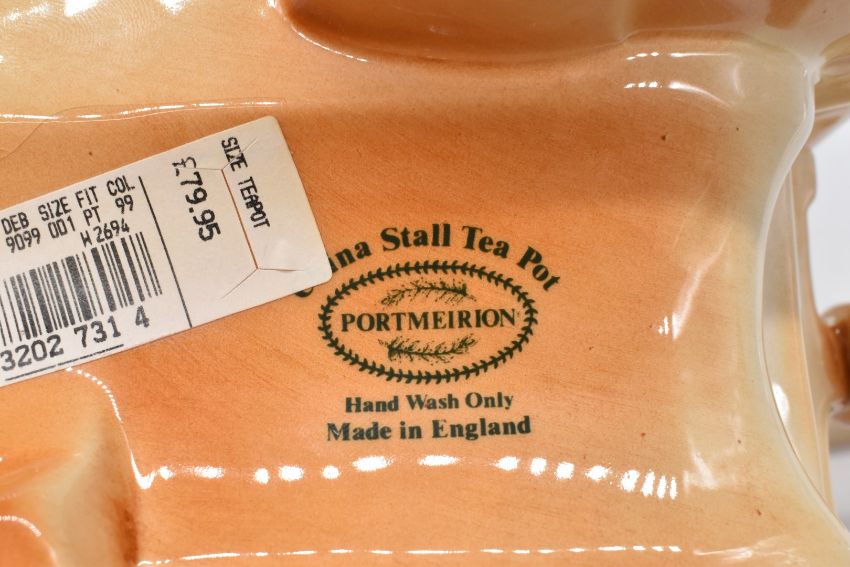 SIZE TEAPOT
£79.95
DEB SIZE FIT COL
9099 001 PT 99
W2694
3202 731 4
Stall Tea Pot
PORTMEIRION
Hand Wash Only
Made in England